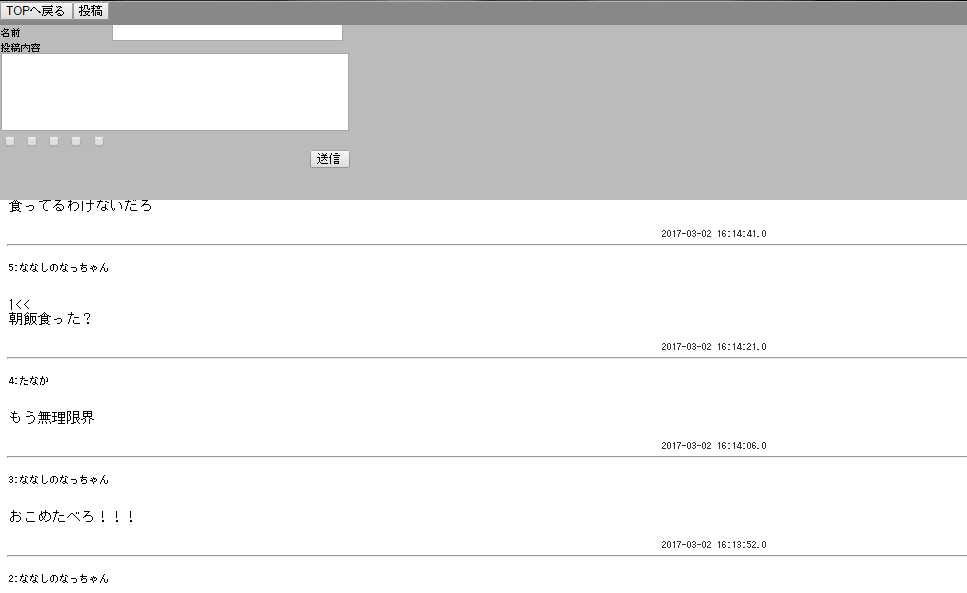 TOPへ戻る 投稿
名前
投稿内容
送信
食ってるわけないだろ
2017-03-02 16:14:41.0
5:ななしのなっちゃん
1<<
朝飯食った？
2017-03-02 16:14:21.0
4:たなか
もう無理限界
2017-03-02 16:14:06.0
3:ななしのなっちゃん
おこめたべろ！！！
2017-03-02 16:13:52.0
2:ななしのなっちゃん